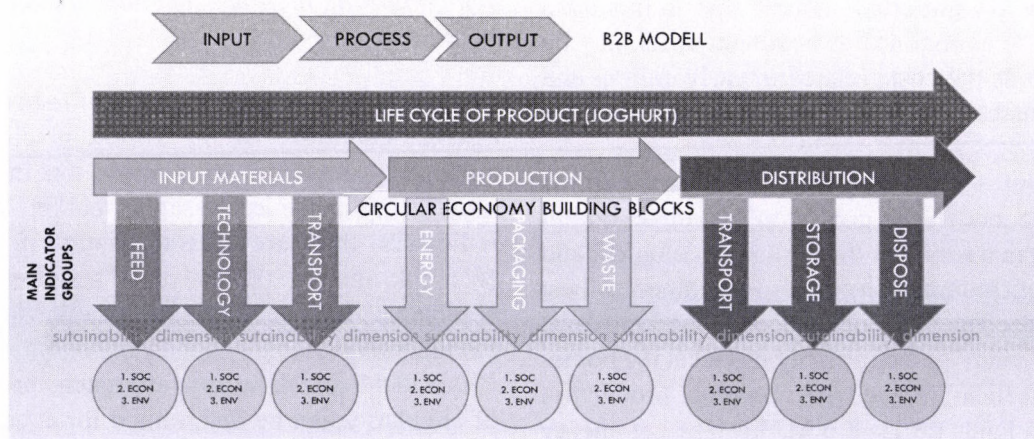 INPUT PROCESS OUTPUT B2B MODELL
LIFE CYCLE OF PRODUCT (JOGHURT)
INPUT MATERIALS PRODUCTION DISTRIBUTION
CIRCULAR ECONOMY BUILDING BLOCKS
MAIN
INDICATOR
GROUPS
FEED
TECHNOLOGY
TRANSPORT
ENERGY
PACKAGING
WASTE
TRANSPORT
STORAGE
DISPOSE
sutainability dimension sutainability dimension sutainability dimension sutainability dimension sutainability dimension
1. SOC
2. ECON
3. ENV
1. SOC
2. ECON
3. ENV
1. SOC
2. ECON
3. ENV
1. SOC
2. ECON
3. ENV
1. SOC
2. ECON
3. ENV
1. SOC
2. ECON
3. ENV
1. SOC
2. ECON
3. ENV
1. SOC
2. ECON
3. ENV
1. SOC
2. ECON
3. ENV